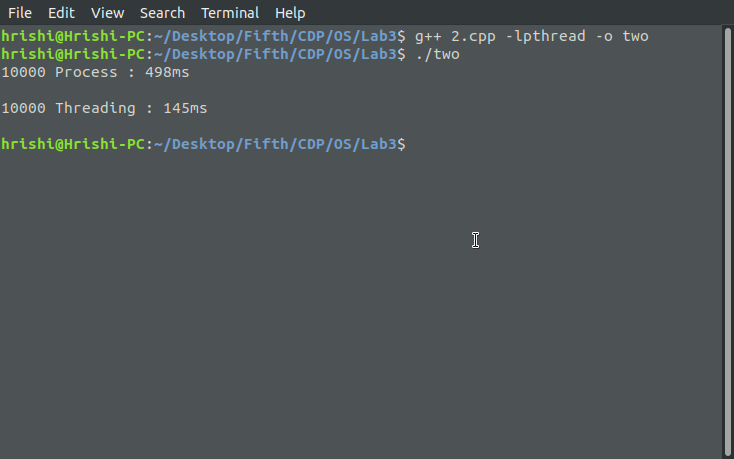 File Edit View Search Terminal Help
hrishi@Hrishi-PC:~/Desktop/Fifth/CDP/OS/Lab3$ g++ 2.cpp -lpthread -o two
hrishi@Hrishi-PC:~/Desktop/Fifth/CDP/OS/Lab3$ ./two
10000 Process : 498ms
10000 Threading : 145ms
hrishi@Hrishi-PC:~/Desktop/Fifth/CDP/OS/Lab3$